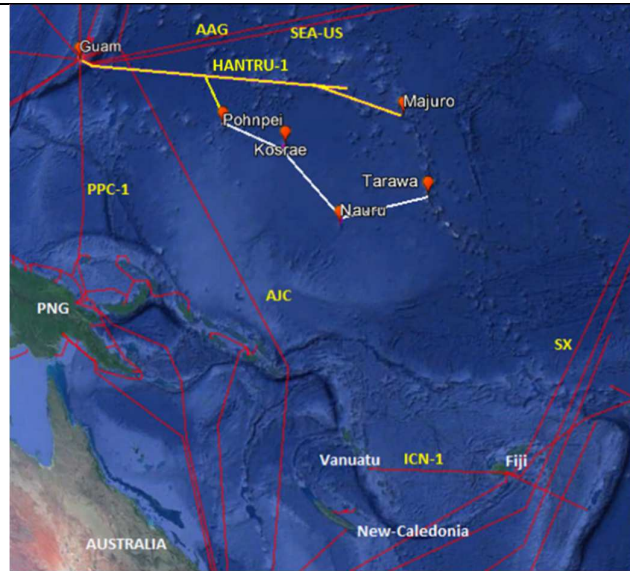 AAG
Guam
SEA-US
HANTRU-1
Majuro
Pohnpei
Kosrae
Tarawa
PPC-1
Nauru
AJC
PNG
SX
Vanuatu
ICN-1
Fiji
New-Caledonia
AUSTRALIA